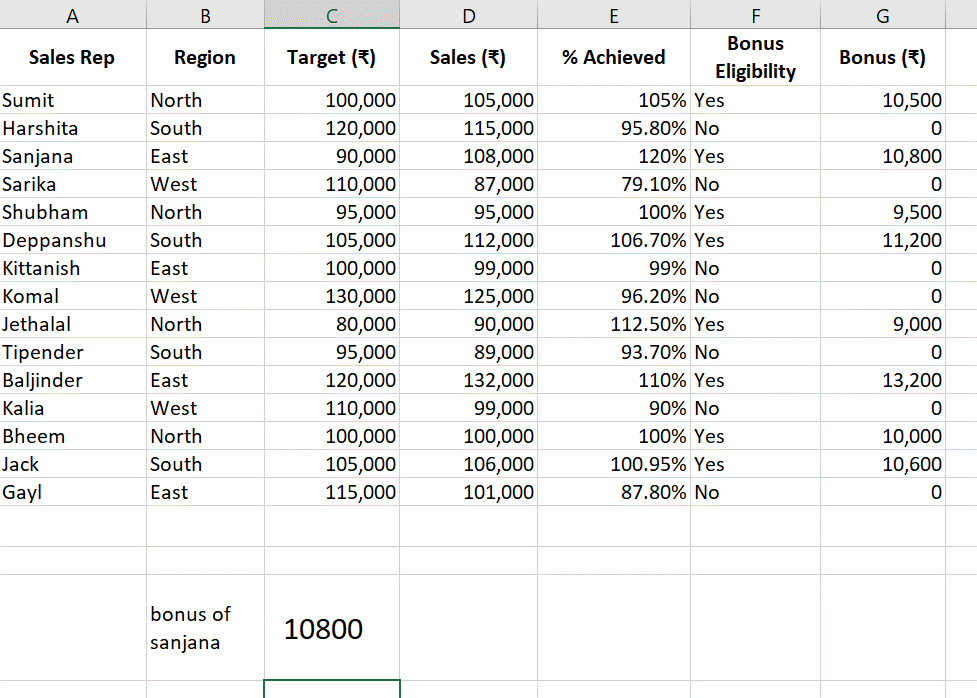 A B C D E F G
Sales Rep Region Target (₹) Sales (₹) % Achieved Bonus Eligibility Bonus (₹)
Sumit North 100,000 105,000 105% Yes 10,500
Harshita South 120,000 115,000 95.80% No 0
Sanjana East 90,000 108,000 120% Yes 10,800
Sarika West 110,000 87,000 79.10% No 0
Shubham North 95,000 95,000 100% Yes 9,500
Deppanshu South 105,000 112,000 106.70% Yes 11,200
Kittanish East 100,000 99,000 99% No 0
Komal West 130,000 125,000 96.20% No 0
Jethalal North 80,000 90,000 112.50% Yes 9,000
Tipender South 95,000 89,000 93.70% No 0
Baljinder East 120,000 132,000 110% Yes 13,200
Kalia West 110,000 99,000 90% No 0
Bheem North 100,000 100,000 100% Yes 10,000
Jack South 105,000 106,000 100.95% Yes 10,600
Gayl East 115,000 101,000 87.80% No 0
bonus of
sanjana
10800